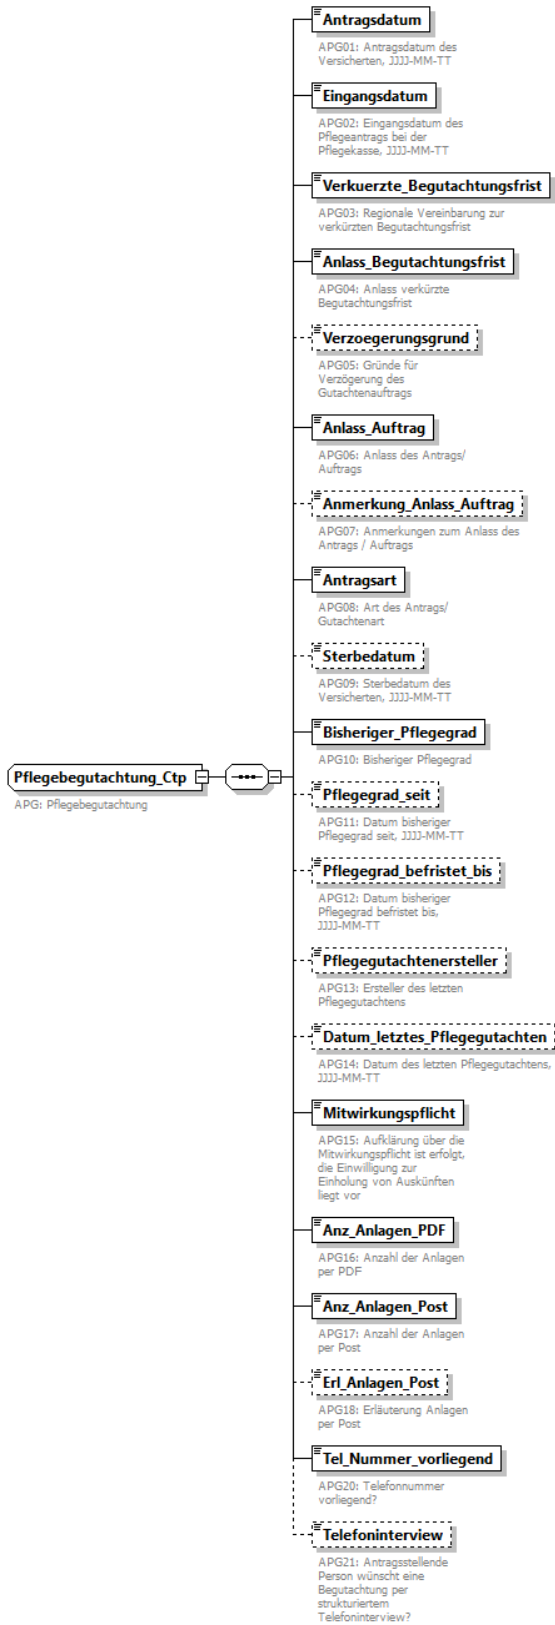 Antragsdatum
APG01: Antragsdatum des
Versicherten, JJJJ-MM-TT
Eingangsdatum
APG02: Eingangsdatum des
Pflegeantrags bei der
Pflegekasse, JJJJ-MM-TT
Verkuerzte_Begutachtungsfrist
APG03: Regionale Vereinbarung zur
verkürzten Begutachtungsfrist
Anlass_Begutachtungsfrist
APG04: Anlass verkürzte
Begutachtungsfrist
Verzoegerungsgrund
APG05: Gründe für
Verzögerung des
Gutachtenauftrags
Anlass_Auftrag
APG06: Anlass des Antrags/
Auftrags
Anmerkung_Anlass_Auftrag
APG07: Anmerkungen zum Anlass des
Antrags / Auftrags
Antragsart
APG08: Art des Antrags/
Gutachtenart
Sterbedatum
APG09: Sterbedatum des
Versicherten, JJJJ-MM-TT
Bisheriger_Pflegegrad
APG10: Bisheriger Pflegegrad
Pflegebegutachtung_Ctp
APG: Pflegebegutachtung
Pflegegrad_seit
APG11: Datum bisheriger
Pflegegrad seit, JJJJ-MM-TT
Pflegegrad_befristet_bis
APG12: Datum bisheriger
Pflegegrad befristet bis,
JJJJ-MM-TT
Pflegegutachtenersteller
APG13: Ersteller des letzten
Pflegegutachtens
Datum_letztes_Pflegegutachten
APG14: Datum des letzten Pflegegutachtens,
JJJJ-MM-TT
Mitwirkungspflicht
APG15: Aufklärung über die
Mitwirkungspflicht ist erfolgt,
die Einwilligung zur
Einholung von Auskünften
liegt vor
Anz_Anlagen_PDF
APG16: Anzahl der Anlagen
per PDF
Anz_Anlagen_Post
APG17: Anzahl der Anlagen
per Post
Erl_Anlagen_Post
APG18: Erläuterung Anlagen
per Post
Tel_Nummer_vorliegend
APG20: Telefonnummer
vorliegend?
Telefoninterview
APG21: Antragsstellende
Person wünscht eine
Begutachtung per
strukturiertem
Telefoninterview?